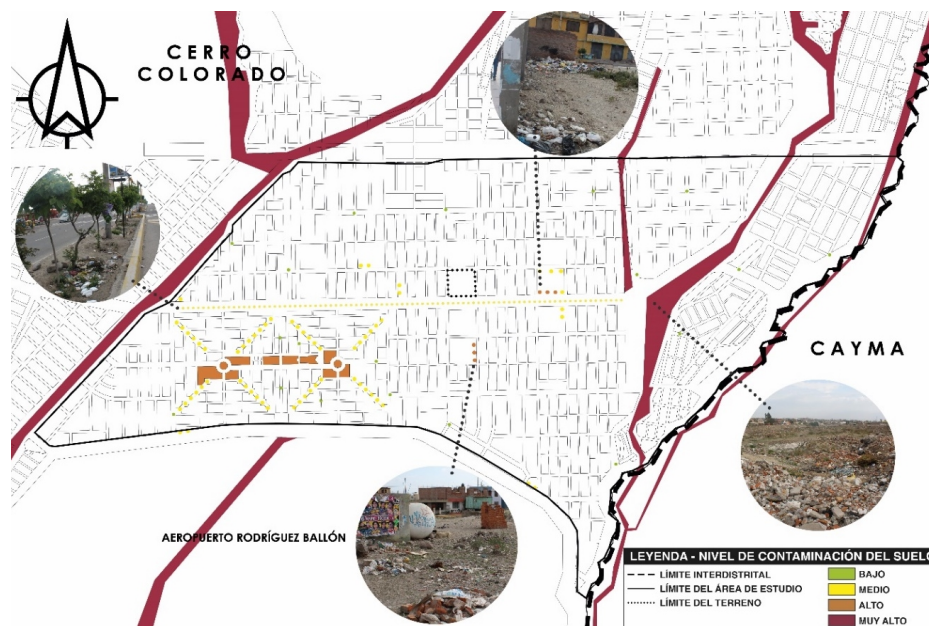 CERRO
COLORADO
CAYMA
AEROPUERTO RODRÍGUEZ BALLÓN
LEYENDA - NIVEL DE CONTAMINACIÓN DEL SUELO
LÍMITE INTERDISTRITAL
LÍMITE DEL ÁREA DE ESTUDIO
LÍMITE DEL TERRENO
BAJO
MEDIO
ALTO
MUY ALTO